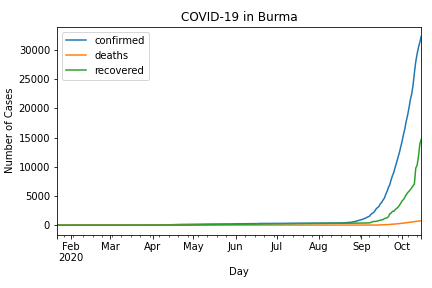 COVID-19 in Burma
confirmed
deaths
recovered
30000
25000
20000
15000
10000
5000
0
Number of Cases
Feb Mar Apr May Jun Jul Aug Sep Oct
2020
Day